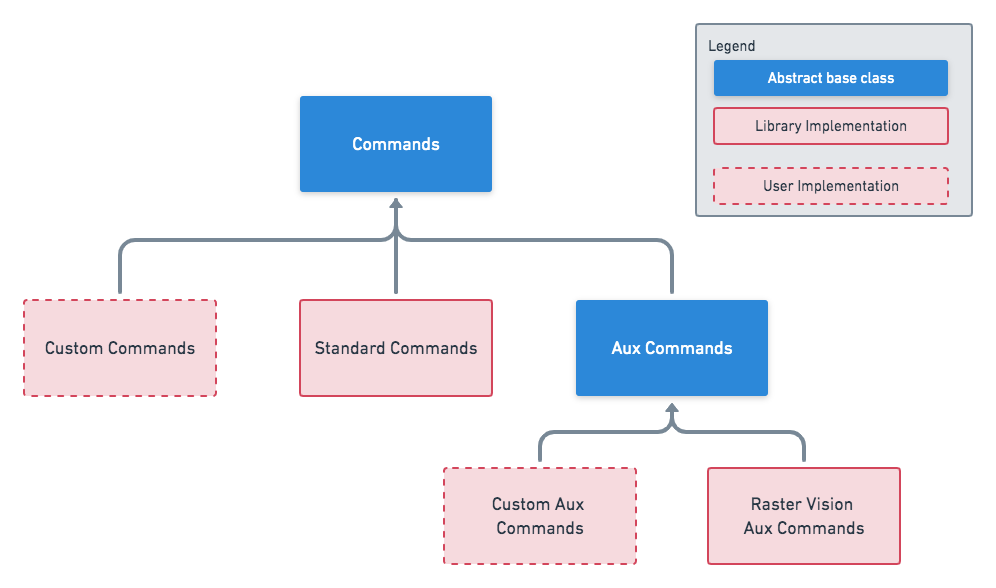 Legend
Abstract base class
Library Implementation
User Implementation
Commands
Custom Commands
Standard Commands
Aux Commands
Custom Aux
Commands
Raster Vision
Aux Commands